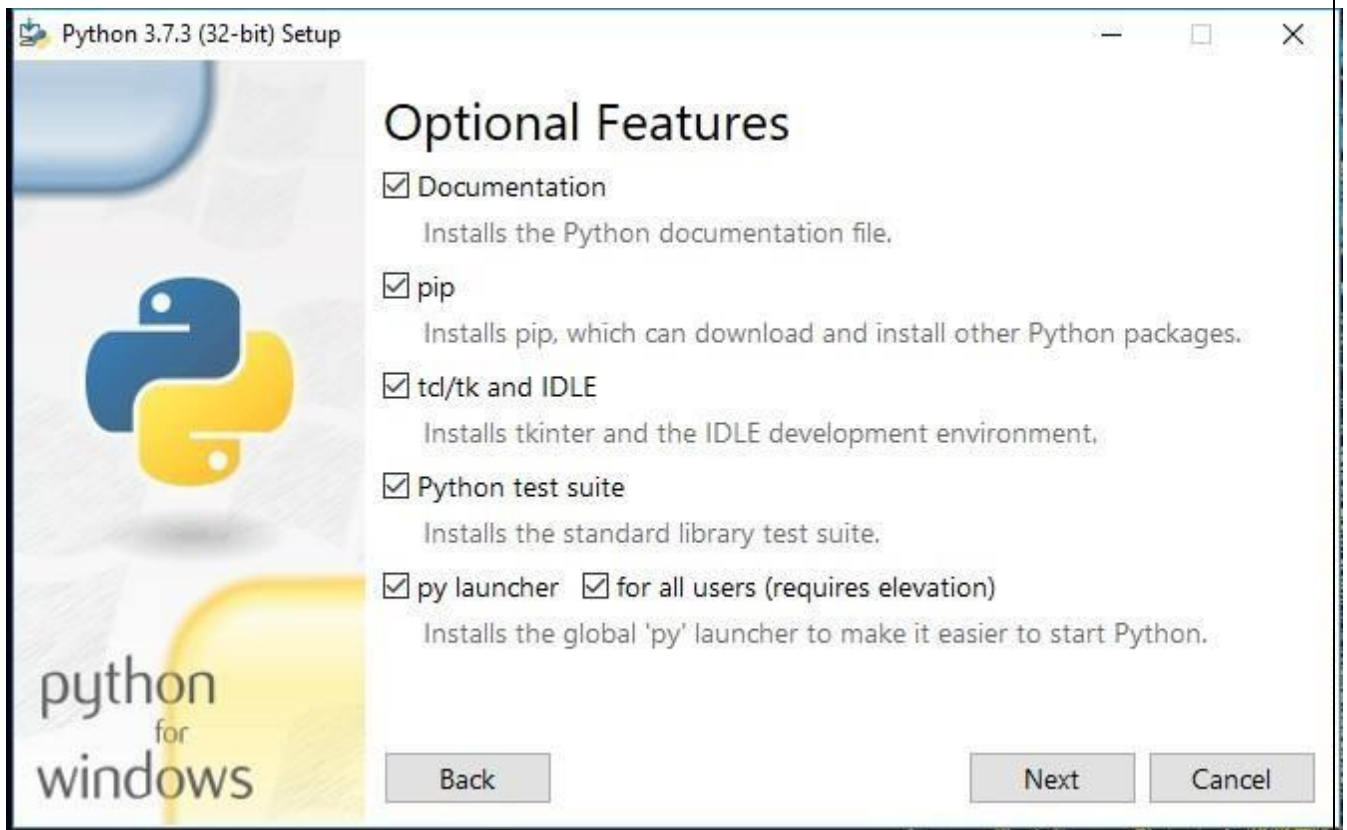 Python 3.7.3 (32-bit) Setup
Optional Features
Documentation
Installs the Python documentation file.
pip
Installs pip, which can download and install other Python packages.
tcl/tk and IDLE
Installs tkinter and the IDLE development environment.
Python test suite
Installs the standard library test suite.
py launcher for all users (requires elevation)
Installs the global 'py' launcher to make it easier to start Python.
python
for
windows
Back Next Cancel